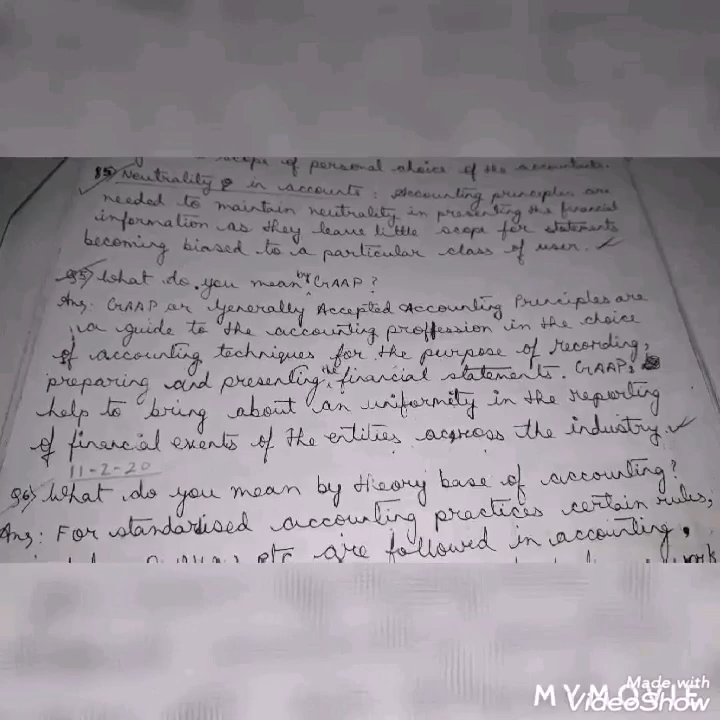 scope of personal choice of the accountants.
85) Neutrality in accounts : Accounting principles are
needed to maintain neutrality in presenting the financial
information as they leave little scope for statements
becoming biased to a particular class of user.
Q5) What do you mean by GAAP?
Ans: GAAP or Generally Accepted Accounting Principles are
a guide to the accounting proffession in the choice
of accounting techniques for the purpose of recording,
preparing and presenting the financial statements. GAAPs
help to bring about an uniformity in the reporting
of financial events of the entities across the industry.
11-2-20
Q6) What do you mean by theory base of accounting?
Ans: For standarised accounting practices certain rules,
etc are followed in accounting,
work
Made with
MYMOVIE
VideoShow